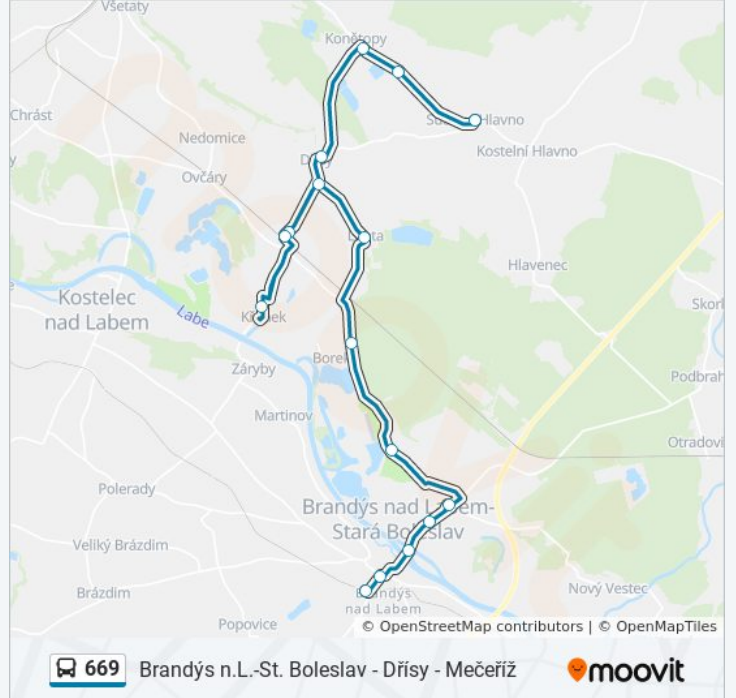 Všetaty
Konětopy
Chrást
Hlavno
Nedomice
Kostelní Hlavno
Ovčáry
Hlavenec
Kostelec
nad Labem
Labe
Skorl
Záryby
Podbrah
Martinov
Otradovi
Polerady
Brandýs nad Labem-
Stará Boleslav
Veliký Brázdim
Brázdim
Brandýs
nad Labem
Nový Vestec
Popovice
© OpenStreetMap contributors | © OpenMapTiles
669 Brandýs n.L.-St. Boleslav - Dřísy - Mečeříž moovit